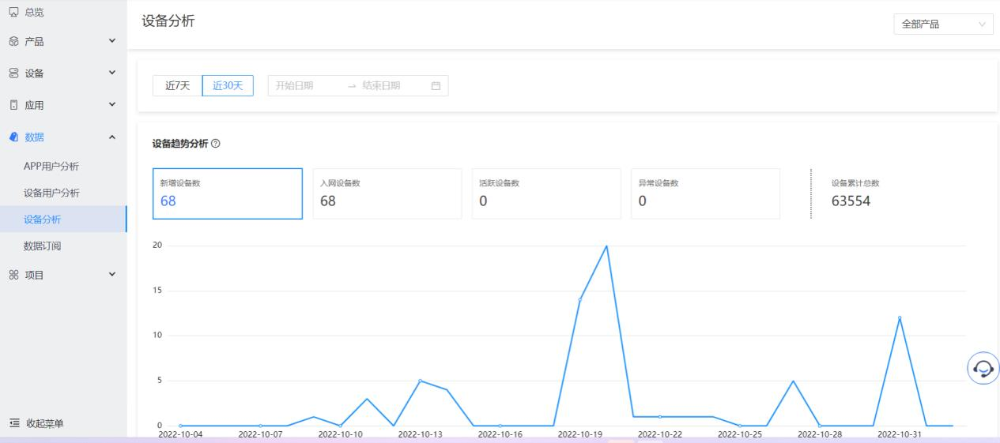 总览
产品
设备
应用
数据
APP用户分析
设备用户分析
设备分析
数据订阅
项目
收起菜单
设备分析
全部产品
近7天 近30天 开始日期 → 结束日期
设备趋势分析
新增设备数 入网设备数 活跃设备数 异常设备数 设备累计总数
68 68 0 0 63554
20
15
10
5
0
2022-10-04 2022-10-07 2022-10-10 2022-10-13 2022-10-16 2022-10-19 2022-10-22 2022-10-25 2022-10-28 2022-10-31